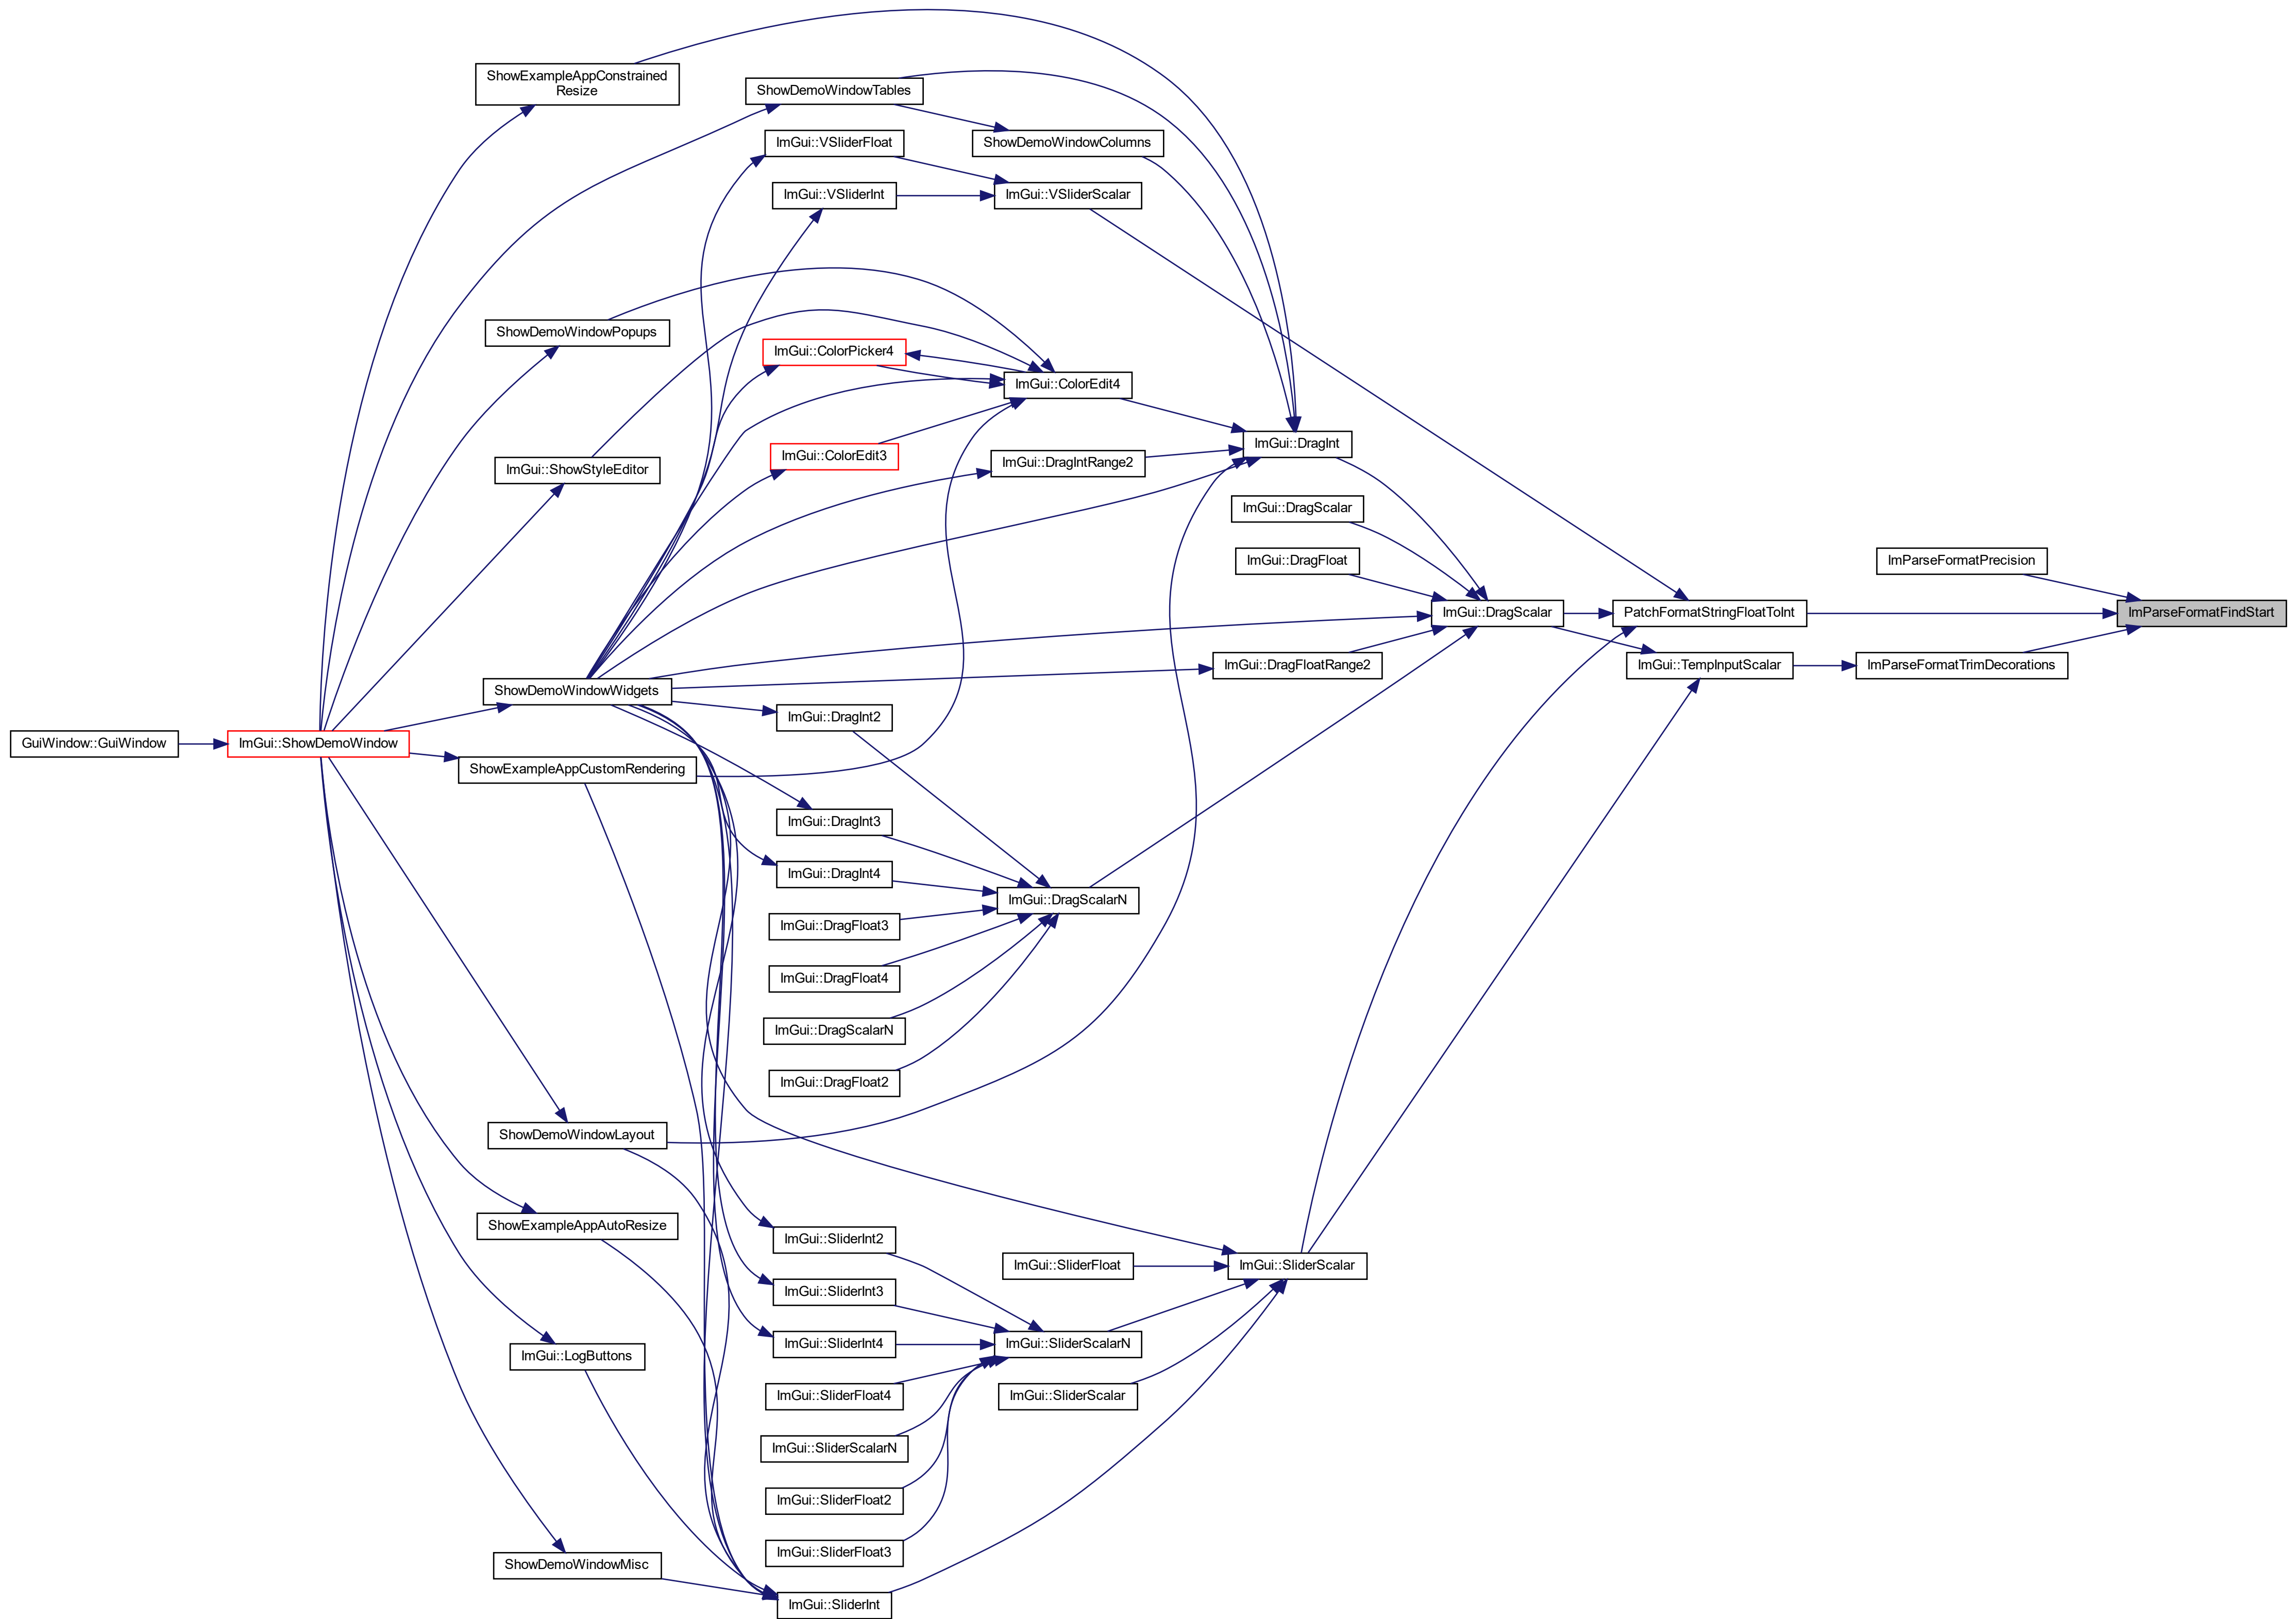 ShowExampleAppConstrained
Resize
ShowDemoWindowTables
ImGui::VSliderFloat
ShowDemoWindowColumns
ImGui::VSliderInt
ImGui::VSliderScalar
ShowDemoWindowPopups
ImGui::ColorPicker4
ImGui::ColorEdit4
ImGui::ShowStyleEditor
ImGui::ColorEdit3
ImGui::DragIntRange2
ImGui::DragInt
ImGui::DragScalar
ImGui::DragFloat
ImParseFormatPrecision
ImGui::DragScalar
PatchFormatStringFloatToInt
ImParseFormatFindStart
ImGui::DragFloatRange2
ImGui::TempInputScalar
ImParseFormatTrimDecorations
ShowDemoWindowWidgets
ImGui::DragInt2
GuiWindow::GuiWindow
ImGui::ShowDemoWindow
ShowExampleAppCustomRendering
ImGui::DragInt3
ImGui::DragInt4
ImGui::DragScalarN
ImGui::DragFloat3
ImGui::DragFloat4
ImGui::DragScalarN
ImGui::DragFloat2
ShowDemoWindowLayout
ShowExampleAppAutoResize
ImGui::SliderInt2
ImGui::SliderFloat
ImGui::SliderScalar
ImGui::SliderInt3
ImGui::LogButtons
ImGui::SliderInt4
ImGui::SliderScalarN
ImGui::SliderFloat4
ImGui::SliderScalar
ImGui::SliderScalarN
ImGui::SliderFloat2
ImGui::SliderFloat3
ShowDemoWindowMisc
ImGui::SliderInt